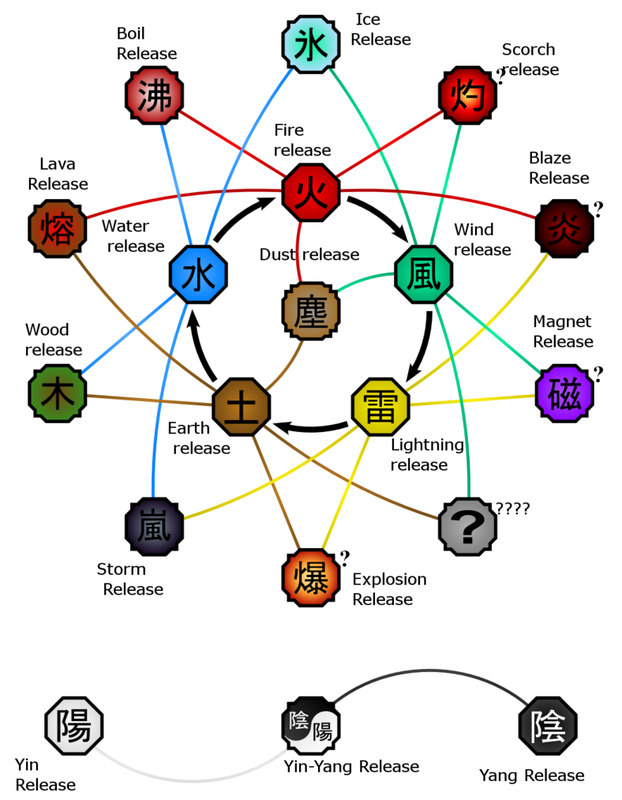 Ice
Release
氷
Boil
Release
沸
Scorch
release
?
灼
Fire
release
火
Lava
Release
熔
Blaze
Release
?
炎
Water
release
水
Wind
release
風
Dust release
塵
Wood
release
木
Magnet
Release
?
磁
Earth
release
土
Lightning
release
雷
Storm
Release
嵐
????
?
Explosion
Release
?
爆
陽
Yin
Release
陰
陽
Yin-Yang Release
陰
Yang Release